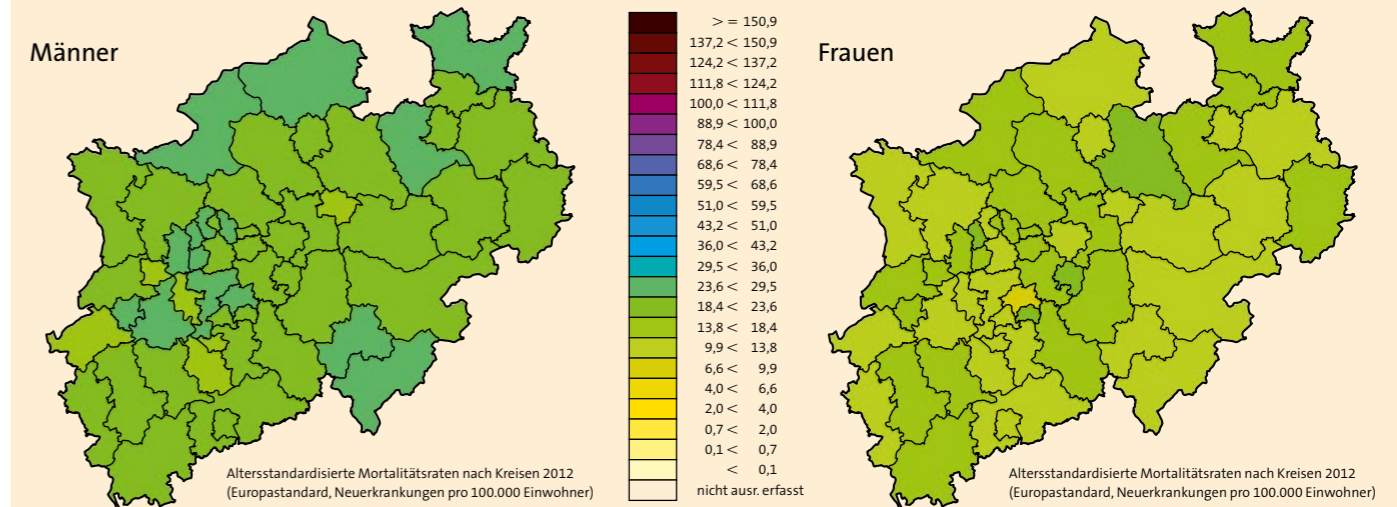 Männer
> = 150,9
137,2 < 150,9
124,2 < 137,2
111,8 < 124,2
100,0 < 111,8
88,9 < 100,0
78,4 < 88,9
68,6 < 78,4
59,5 < 68,6
51,0 < 59,5
43,2 < 51,0
36,0 < 43,2
29,5 < 36,0
23,6 < 29,5
18,4 < 23,6
13,8 < 18,4
9,9 < 13,8
6,6 < 9,9
4,0 < 6,6
2,0 < 4,0
0,7 < 2,0
0,1 < 0,7
< 0,1
nicht ausr. erfasst
Altersstandardisierte Mortalitätsraten nach Kreisen 2012
(Europastandard, Neuerkrankungen pro 100.000 Einwohner)
Frauen
Altersstandardisierte Mortalitätsraten nach Kreisen 2012
(Europastandard, Neuerkrankungen pro 100.000 Einwohner)